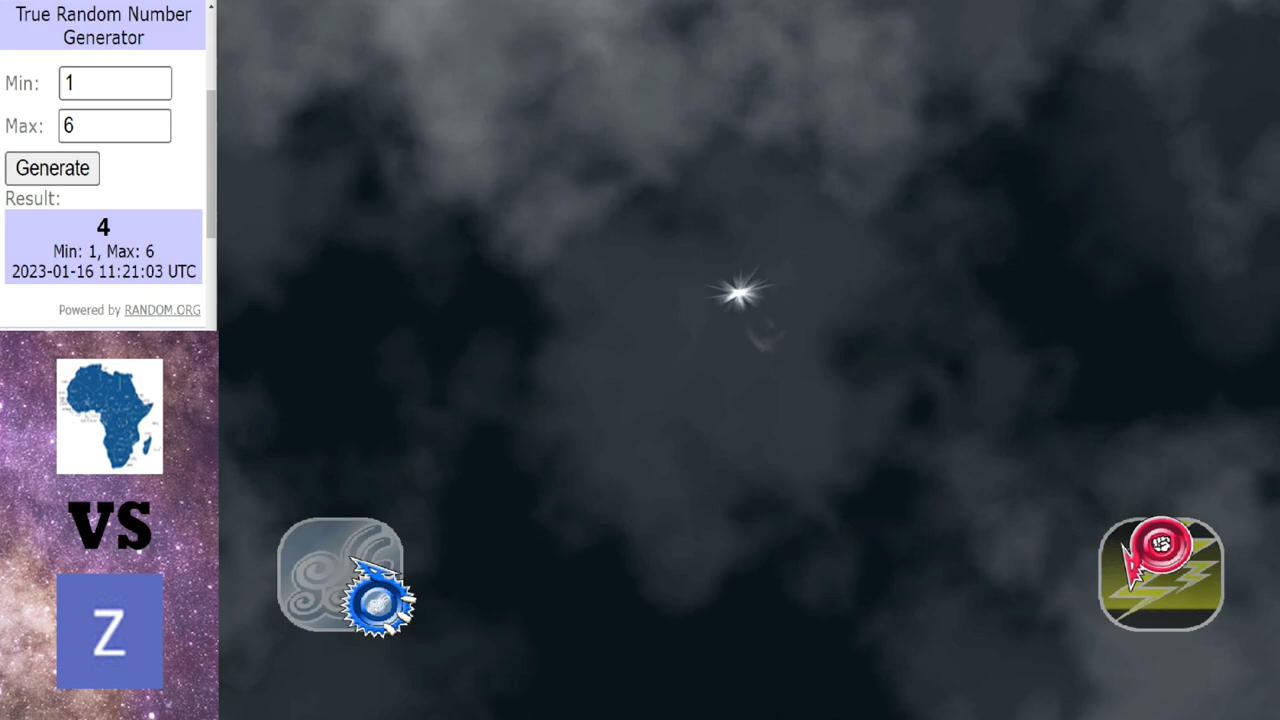 True Random Number
Generator
Min: 1
Max: 6
Generate
Result:
4
Min: 1, Max: 6
2023-01-16 11:21:03 UTC
Powered by RANDOM.ORG
VS
Z